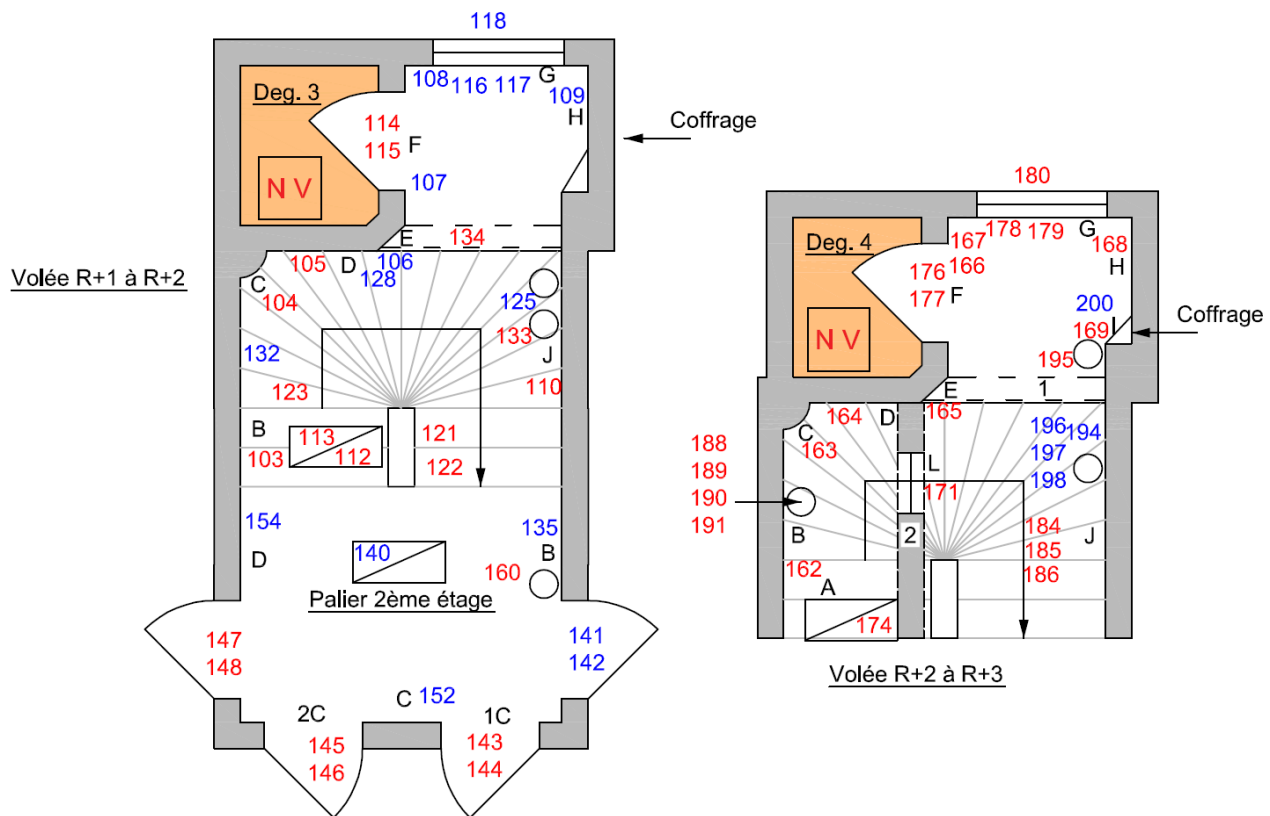 118
108 116 117 G
109
Deg. 3
H
Coffrage
114
115 F
107
N V
E 134
106
105 D
128
Volée R+1 à R+2
C
104
125
133
132
J
123
110
B
113
121
103
112
122
154
135
140
D
B
160
Palier 2ème étage
147
148
141
142
C 152
2C
1C
145
146
143
144
180
178 179 G
167
168
Deg. 4
176 166
H
177 F
200
Coffrage
169
N V
195
E 1
164 D 165
196 194
C
163
197
188
189
190
191
L
198
171
B
2
184
J
185
162
186
A
174
Volée R+2 à R+3